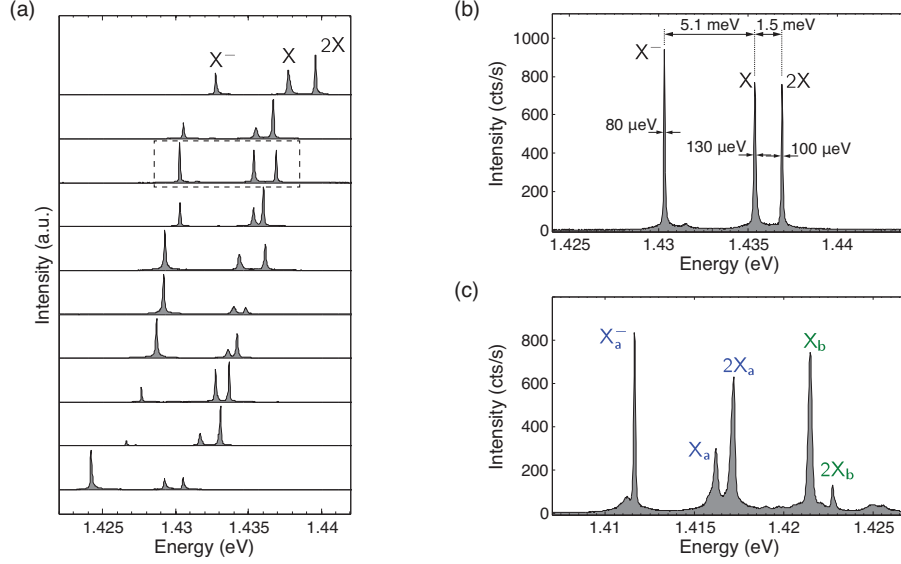 (a)
X⁻ X 2X
Intensity (a.u.)
1.425 1.43 1.435 1.44
Energy (eV)
(b)
5.1 meV 1.5 meV
X⁻ X 2X
80 µeV 130 µeV 100 µeV
Intensity (cts/s)
1000
800
600
400
200
0
1.425 1.43 1.435 1.44
Energy (eV)
(c)
Xₐ⁻ 2Xₐ X_b
Xₐ 2X_b
Intensity (cts/s)
800
600
400
200
0
1.41 1.415 1.42 1.425
Energy (eV)